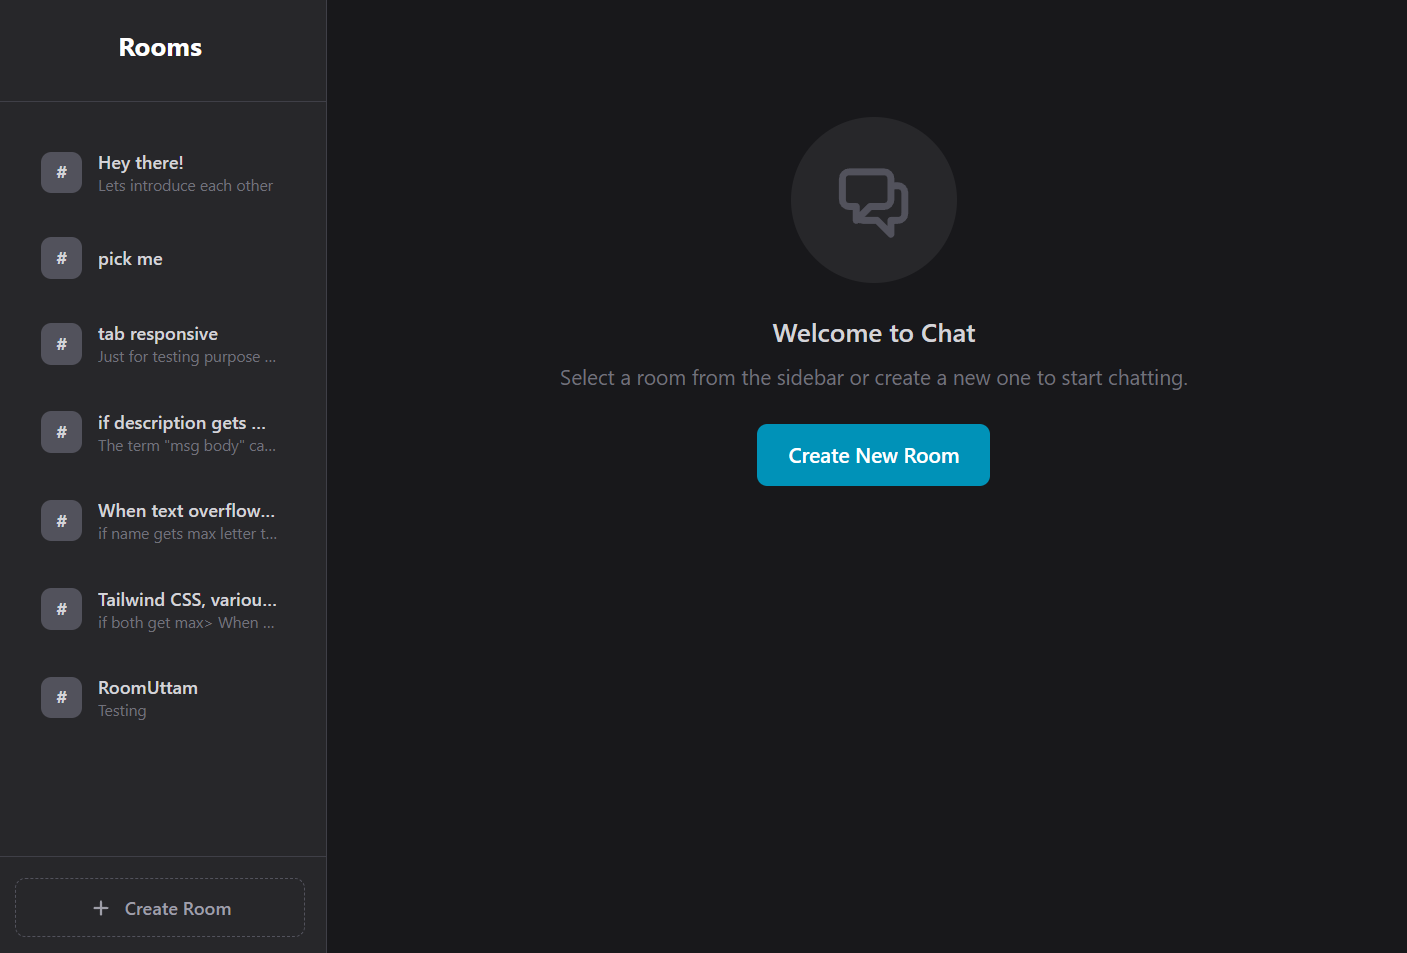 Rooms
# Hey there!
Lets introduce each other
# pick me
# tab responsive
Just for testing purpose ...
# if description gets ...
The term "msg body" ca...
# When text overflow...
if name gets max letter t...
# Tailwind CSS, variou...
if both get max> When ...
# RoomUttam
Testing
+ Create Room
Welcome to Chat
Select a room from the sidebar or create a new one to start chatting.
Create New Room